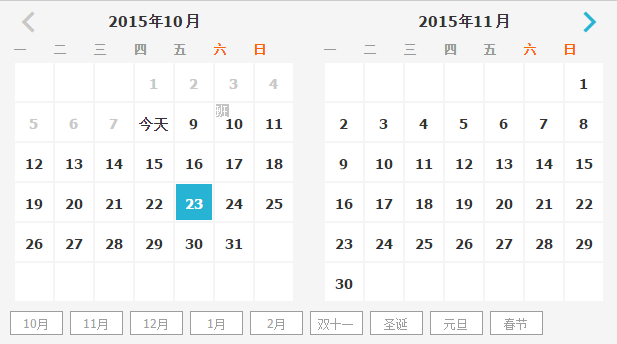 2015年10月 2015年11月
一 二 三 四 五 六 日 一 二 三 四 五 六 日
1 2 3 4 1
班
5 6 7 今天 9 10 11 2 3 4 5 6 7 8
12 13 14 15 16 17 18 9 10 11 12 13 14 15
19 20 21 22 23 24 25 16 17 18 19 20 21 22
26 27 28 29 30 31 23 24 25 26 27 28 29
30
10月 11月 12月 1月 2月 双十一 圣诞 元旦 春节